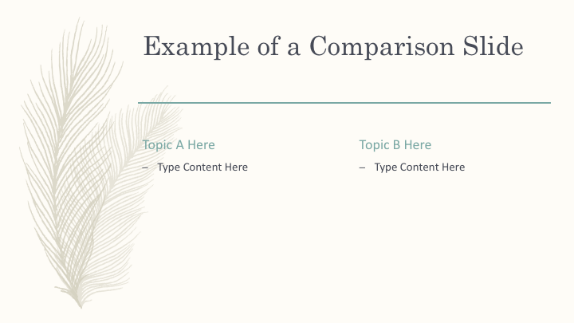 Example of a Comparison Slide
Topic A Here
– Type Content Here
Topic B Here
– Type Content Here